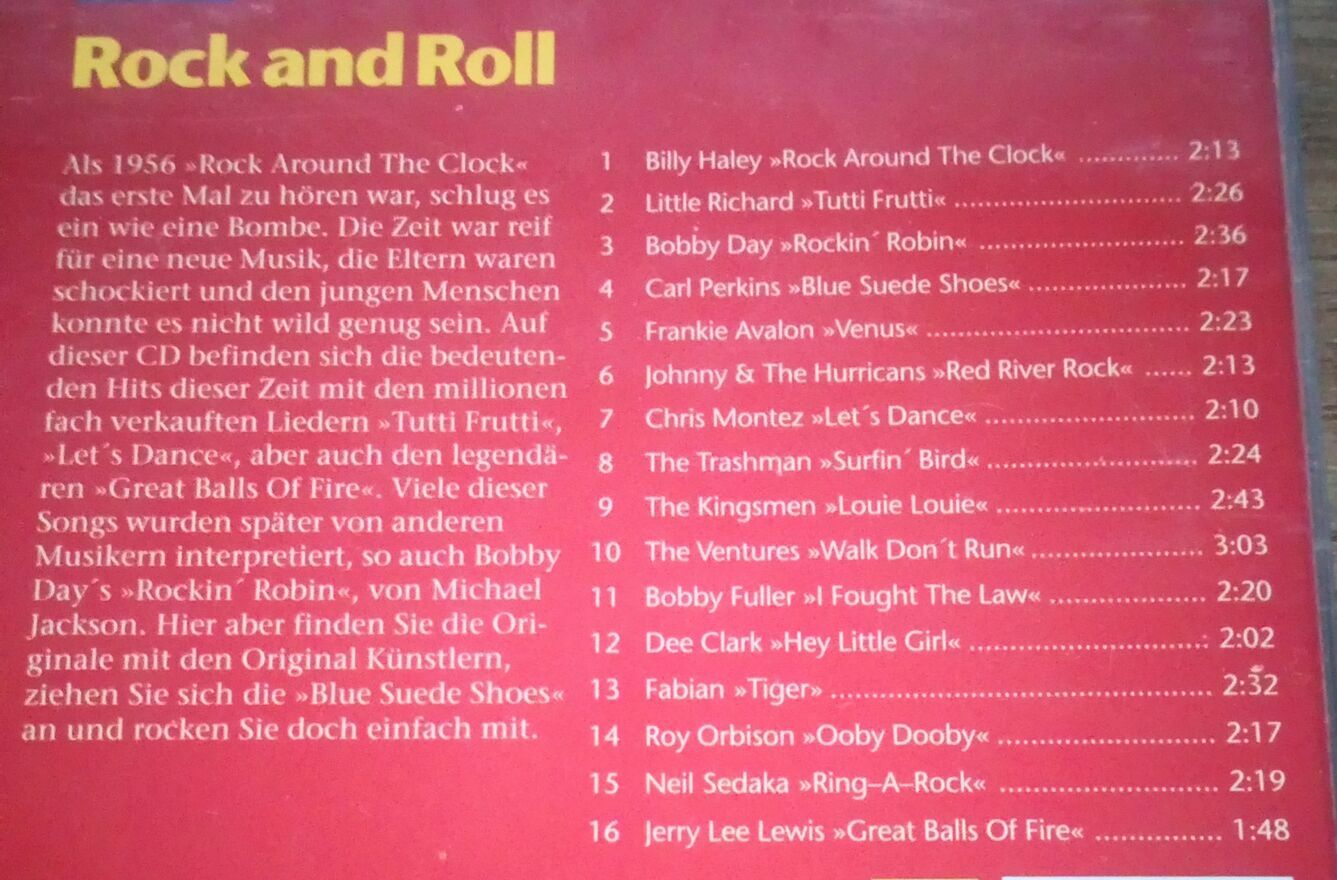 Rock and Roll
Als 1956 »Rock Around The Clock«
das erste Mal zu hören war, schlug es
ein wie eine Bombe. Die Zeit war reif
für eine neue Musik, die Eltern waren
schockiert und den jungen Menschen
konnte es nicht wild genug sein. Auf
dieser CD befinden sich die bedeuten-
den Hits dieser Zeit mit den millionen
fach verkauften Liedern »Tutti Frutti«,
»Let´s Dance«, aber auch den legendä-
ren »Great Balls Of Fire«. Viele dieser
Songs wurden später von anderen
Musikern interpretiert, so auch Bobby
Day´s »Rockin´ Robin«, von Michael
Jackson. Hier aber finden Sie die Ori-
ginale mit den Original Künstlern,
ziehen Sie sich die »Blue Suede Shoes«
an und rocken Sie doch einfach mit.
1 Billy Haley »Rock Around The Clock« ............. 2:13
2 Little Richard »Tutti Frutti« ............................. 2:26
3 Bobby Day »Rockin´ Robin« .......................... 2:36
4 Carl Perkins »Blue Suede Shoes« .................... 2:17
5 Frankie Avalon »Venus« ................................. 2:23
6 Johnny & The Hurricans »Red River Rock« ...... 2:13
7 Chris Montez »Let´s Dance« .......................... 2:10
8 The Trashman »Surfin´ Bird« .......................... 2:24
9 The Kingsmen »Louie Louie« ......................... 2:43
10 The Ventures »Walk Don´t Run« ..................... 3:03
11 Bobby Fuller »I Fought The Law« ................... 2:20
12 Dee Clark »Hey Little Girl« ............................. 2:02
13 Fabian »Tiger» ............................................... 2:32
14 Roy Orbison »Ooby Dooby« .......................... 2:17
15 Neil Sedaka »Ring–A–Rock« .......................... 2:19
16 Jerry Lee Lewis »Great Balls Of Fire« ............... 1:48